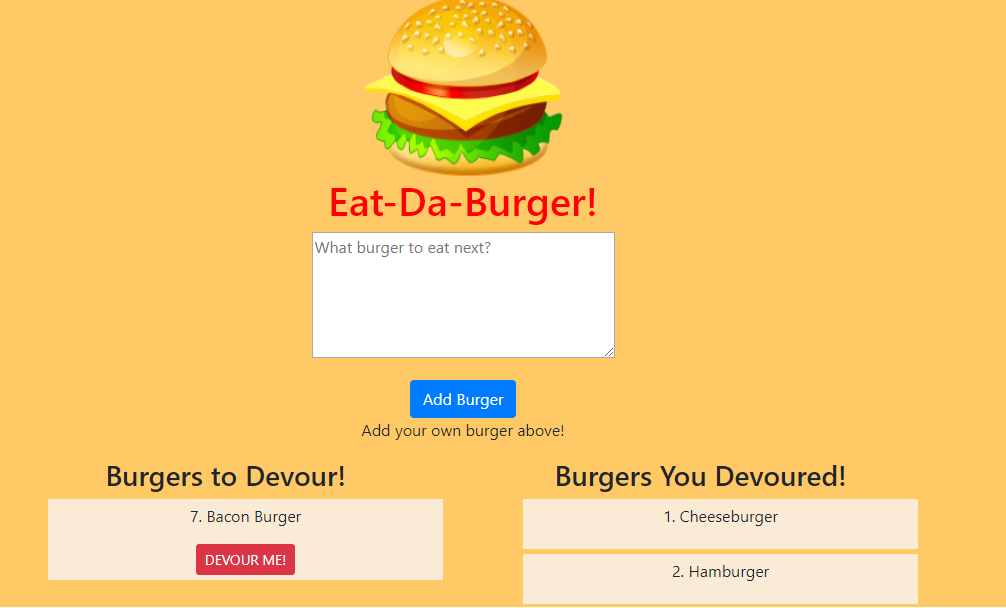 Eat-Da-Burger!
What burger to eat next?
Add Burger
Add your own burger above!
Burgers to Devour!
7. Bacon Burger
DEVOUR ME!
Burgers You Devoured!
1. Cheeseburger
2. Hamburger